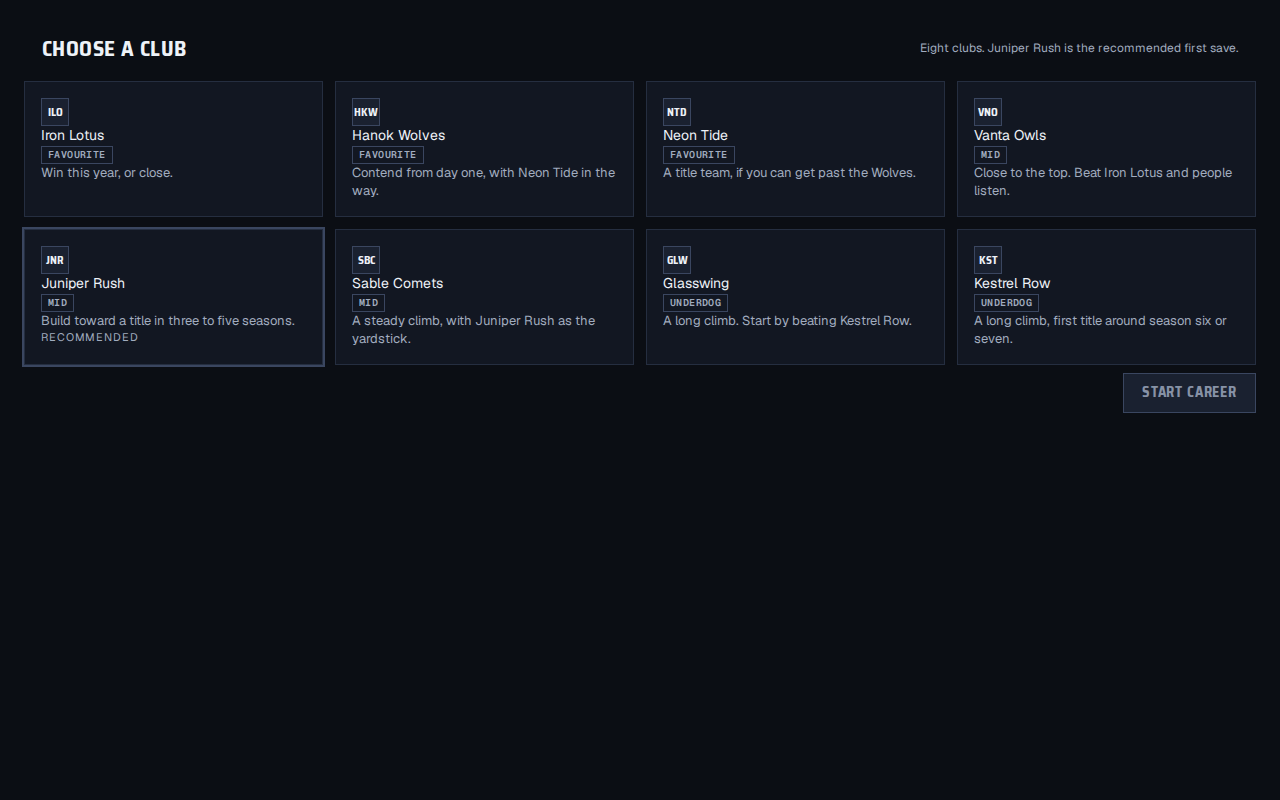 CHOOSE A CLUB
Eight clubs. Juniper Rush is the recommended first save.
ILO
Iron Lotus
FAVOURITE
Win this year, or close.
HKW
Hanok Wolves
FAVOURITE
Contend from day one, with Neon Tide in the
way.
NTD
Neon Tide
FAVOURITE
A title team, if you can get past the Wolves.
VNO
Vanta Owls
MID
Close to the top. Beat Iron Lotus and people
listen.
JNR
Juniper Rush
MID
Build toward a title in three to five seasons.
RECOMMENDED
SBC
Sable Comets
MID
A steady climb, with Juniper Rush as the
yardstick.
GLW
Glasswing
UNDERDOG
A long climb. Start by beating Kestrel Row.
KST
Kestrel Row
UNDERDOG
A long climb, first title around season six or
seven.
START CAREER